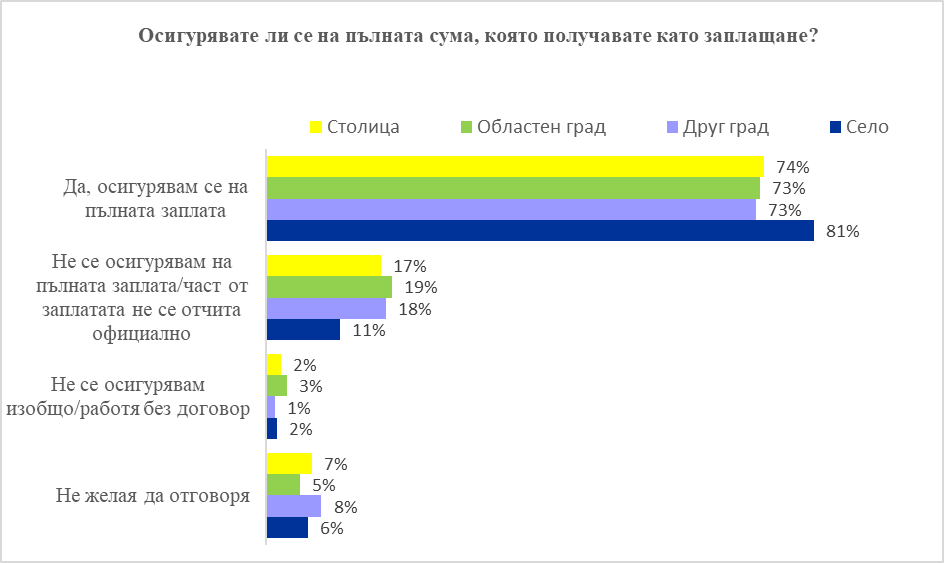 Осигурявате ли се на пълната сума, която получавате като заплащане?
Столица
Областен град
Друг град
Село
Да, осигурявам се на
пълната заплата
74%
73%
73%
81%
Не се осигурявам на
пълната заплата/част от
заплатата не се отчита
официално
17%
19%
18%
11%
Не се осигурявам
изобщо/работя без договор
2%
3%
1%
2%
Не желая да отговоря
7%
5%
8%
6%